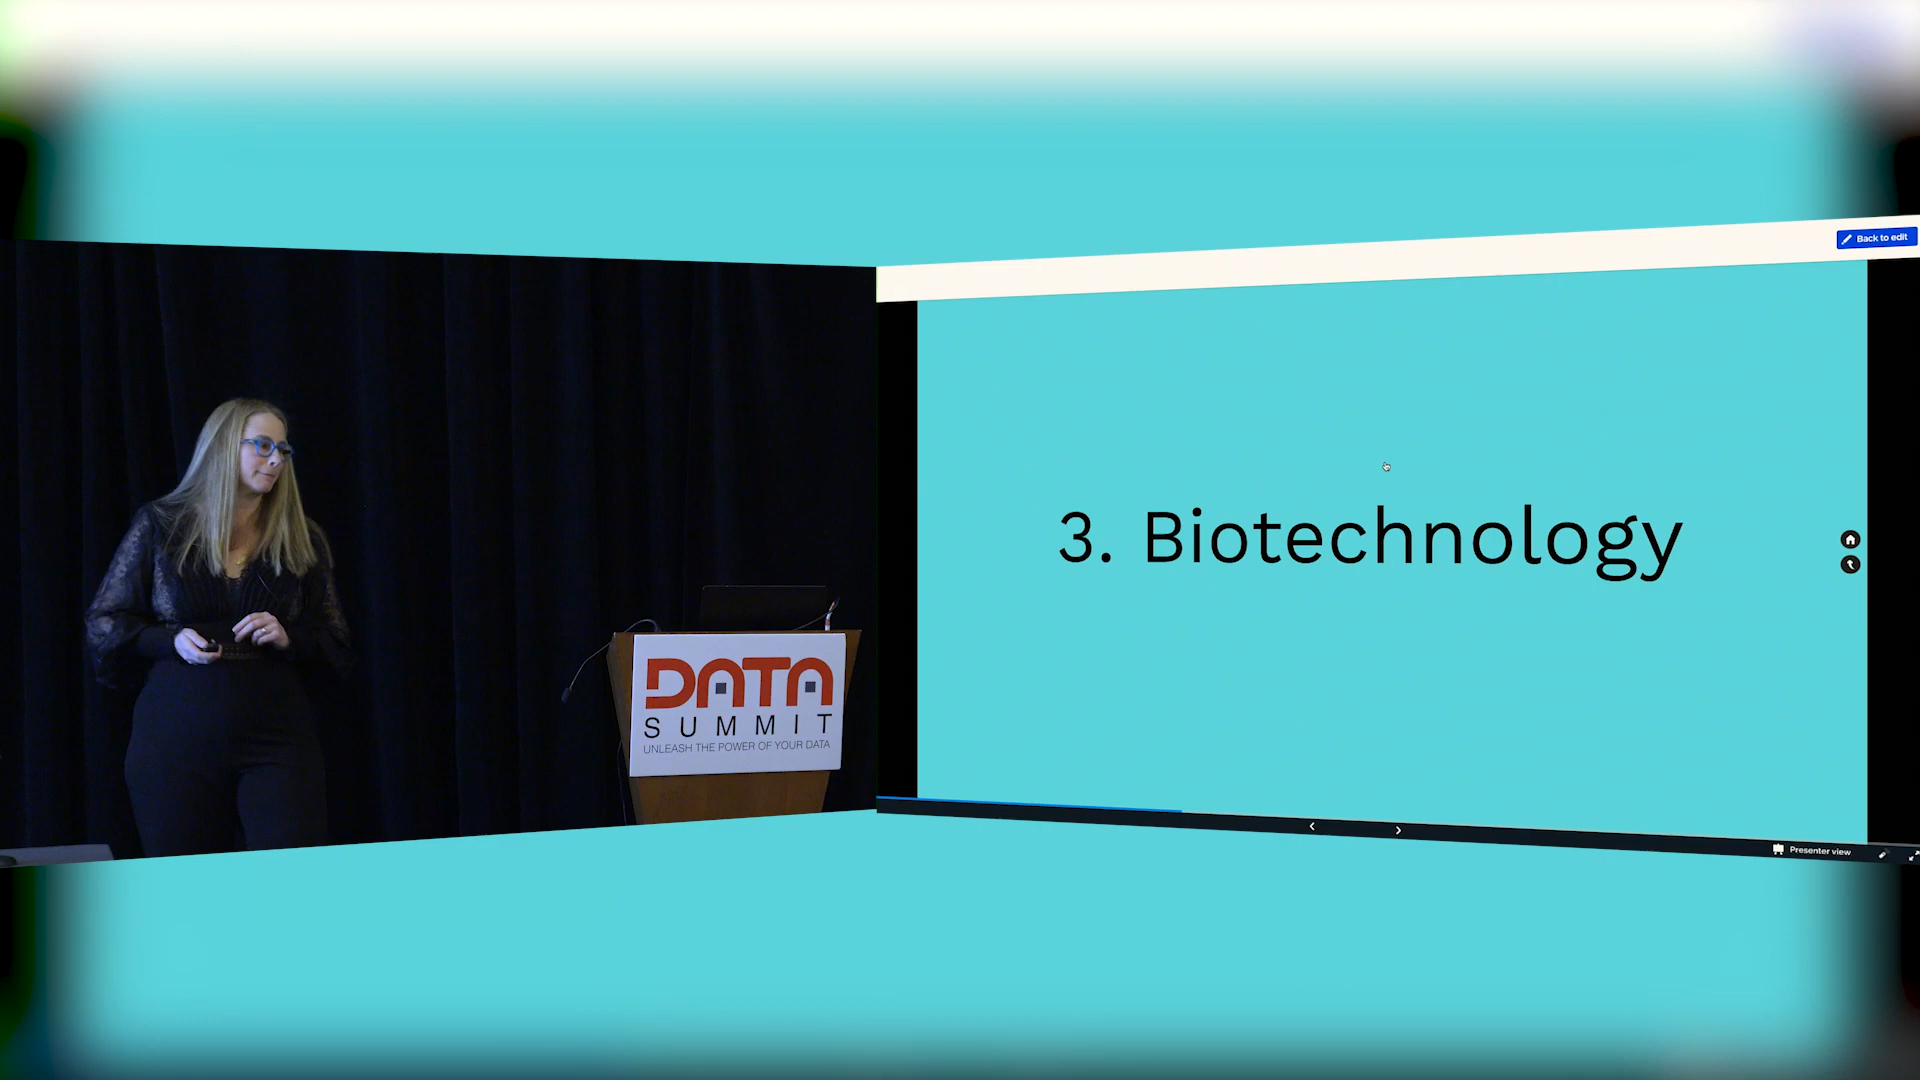 DATA
SUMMIT
UNLEASH THE POWER OF YOUR DATA
Back to edit
3. Biotechnology
Presenter view